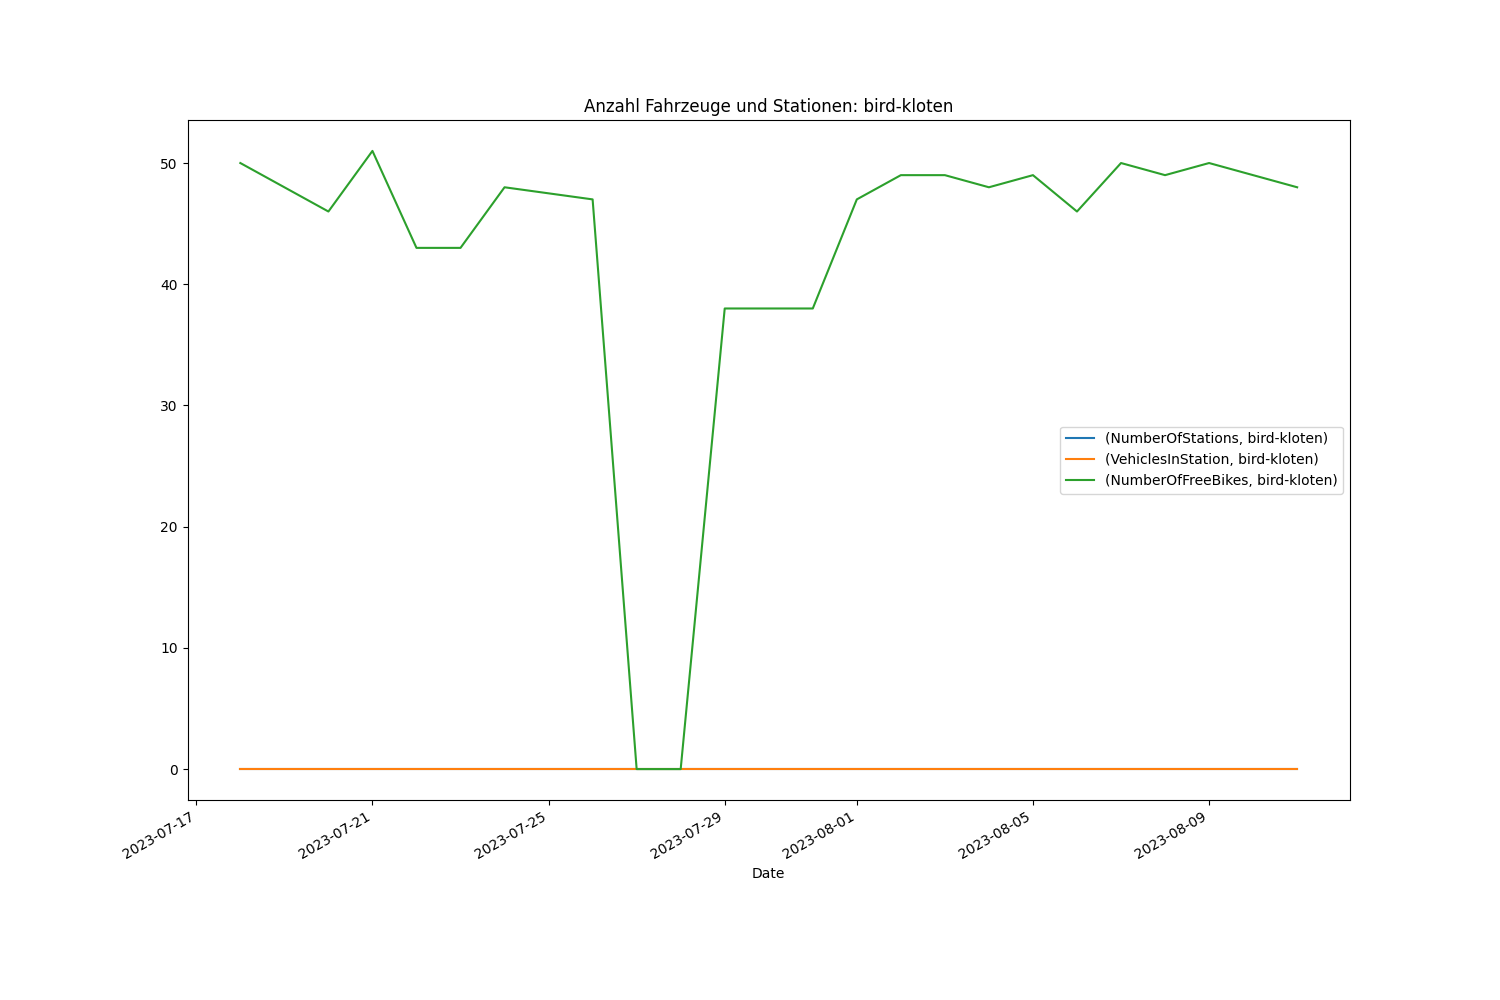 Anzahl Fahrzeuge und Stationen: bird-kloten
50
40
30
20
10
0
(NumberOfStations, bird-kloten)
(VehiclesInStation, bird-kloten)
(NumberOfFreeBikes, bird-kloten)
2023-07-17
2023-07-21
2023-07-25
2023-07-29
2023-08-01
2023-08-05
2023-08-09
Date